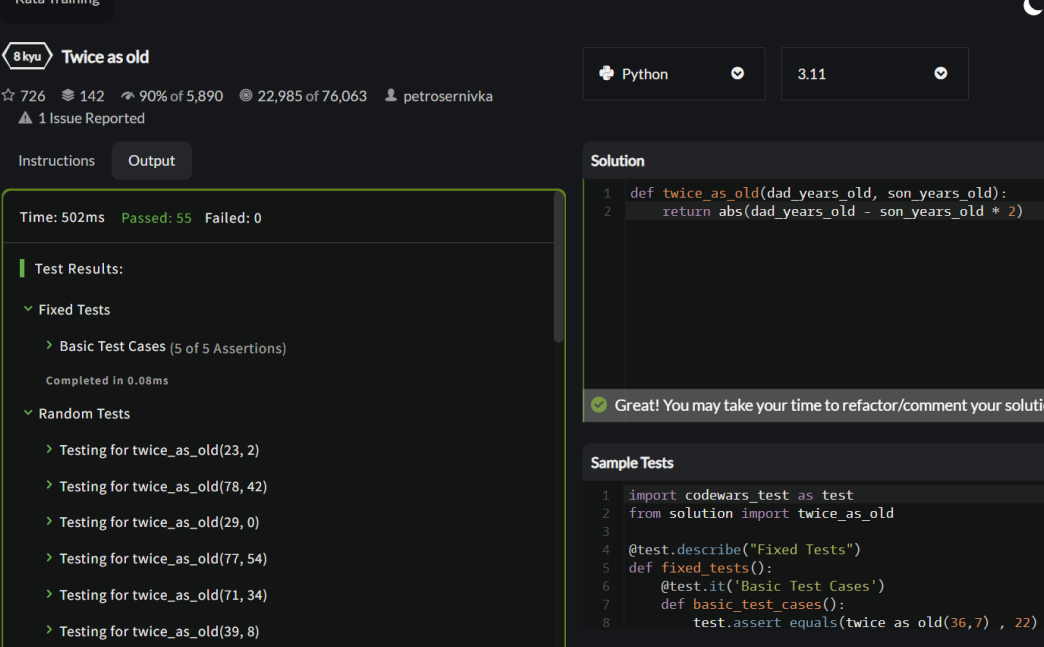 Kata Training
8 kyu Twice as old
726 142 90% of 5,890 22,985 of 76,063 petrosernivka
1 Issue Reported
Instructions Output
Time: 502ms Passed: 55 Failed: 0
Test Results:
Fixed Tests
Basic Test Cases (5 of 5 Assertions)
Completed in 0.08ms
Random Tests
Testing for twice_as_old(23, 2)
Testing for twice_as_old(78, 42)
Testing for twice_as_old(29, 0)
Testing for twice_as_old(77, 54)
Testing for twice_as_old(71, 34)
Testing for twice_as_old(39, 8)
Python 3.11
Solution
1 def twice_as_old(dad_years_old, son_years_old):
2 return abs(dad_years_old - son_years_old * 2)
Great! You may take your time to refactor/comment your soluti
Sample Tests
1 import codewars_test as test
2 from solution import twice_as_old
3
4 @test.describe("Fixed Tests")
5 def fixed_tests():
6 @test.it('Basic Test Cases')
7 def basic_test_cases():
8 test.assert_equals(twice_as_old(36,7) , 22)